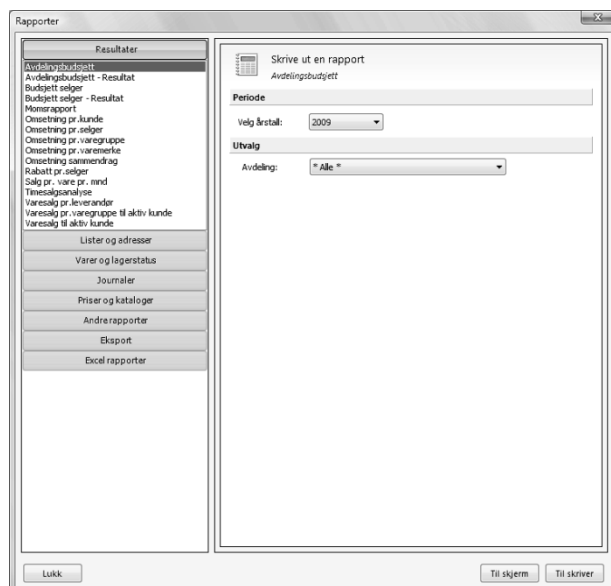 Rapporter
Resultater
Avdelingsbudsjett
Avdelingsbudsjett - Resultat
Budsjett selger
Budsjett selger - Resultat
Momsrapport
Omsetning pr.kunde
Omsetning pr.selger
Omsetning pr.varegruppe
Omsetning pr.varemerke
Omsetning sammendrag
Rabatt pr.selger
Salg pr. vare pr. mnd
Timesalgsanalyse
Varesalg pr.leverandør
Varesalg pr.varegruppe til aktiv kunde
Varesalg til aktiv kunde
Lister og adresser
Varer og lagerstatus
Journaler
Priser og kataloger
Andre rapporter
Eksport
Excel rapporter
Skrive ut en rapport
Avdelingsbudsjett
Periode
Velg årstall: 2009
Utvalg
Avdeling: * Alle *
Lukk Til skjerm Til skriver